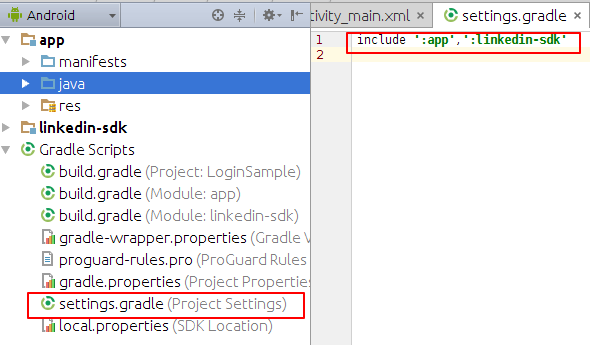 Android
tivity_main.xml × settings.gradle ×
app
manifests
java
res
linkedin-sdk
Gradle Scripts
build.gradle (Project: LoginSample)
build.gradle (Module: app)
build.gradle (Module: linkedin-sdk)
gradle-wrapper.properties (Gradle V
proguard-rules.pro (ProGuard Rules
gradle.properties (Project Properties
settings.gradle (Project Settings)
local.properties (SDK Location)
1 include ':app',':linkedin-sdk'
2